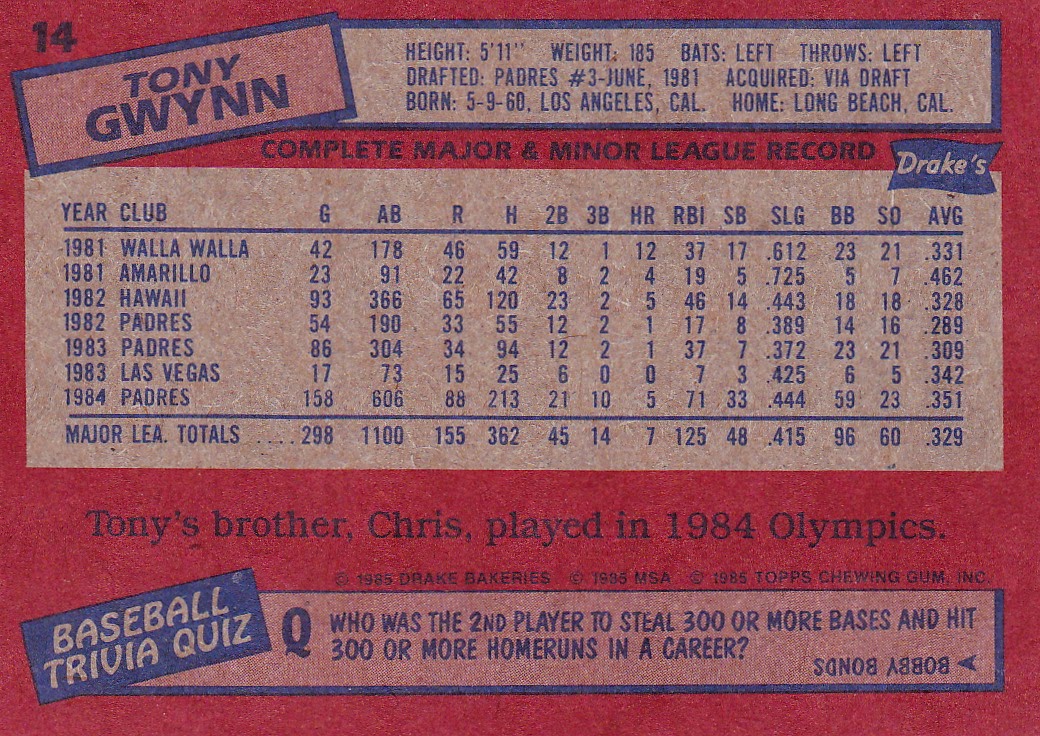 14
TONY
GWYNN
HEIGHT: 5'11" WEIGHT: 185 BATS: LEFT THROWS: LEFT
DRAFTED: PADRES #3-JUNE, 1981 ACQUIRED: VIA DRAFT
BORN: 5-9-60, LOS ANGELES, CAL. HOME: LONG BEACH, CAL.
COMPLETE MAJOR & MINOR LEAGUE RECORD
Drake's
YEAR CLUB G AB R H 2B 3B HR RBI SB SLG BB SO AVG
1981 WALLA WALLA 42 178 46 59 12 1 12 37 17 .612 23 21 .331
1981 AMARILLO 23 91 22 42 8 2 4 19 5 .725 5 7 .462
1982 HAWAII 93 366 65 120 23 2 5 46 14 .443 18 18 .328
1982 PADRES 54 190 33 55 12 2 1 17 8 .389 14 16 .289
1983 PADRES 86 304 34 94 12 2 1 37 7 .372 23 21 .309
1983 LAS VEGAS 17 73 15 25 6 0 0 7 3 .425 6 5 .342
1984 PADRES 158 606 88 213 21 10 5 71 33 .444 59 23 .351
MAJOR LEA. TOTALS .... 298 1100 155 362 45 14 7 125 48 .415 96 60 .329
Tony's brother, Chris, played in 1984 Olympics.
© 1985 DRAKE BAKERIES © 1985 MSA © 1985 TOPPS CHEWING GUM, INC.
BASEBALL
TRIVIA QUIZ
Q WHO WAS THE 2ND PLAYER TO STEAL 300 OR MORE BASES AND HIT
300 OR MORE HOMERUNS IN A CAREER?
BOBBY BONDS